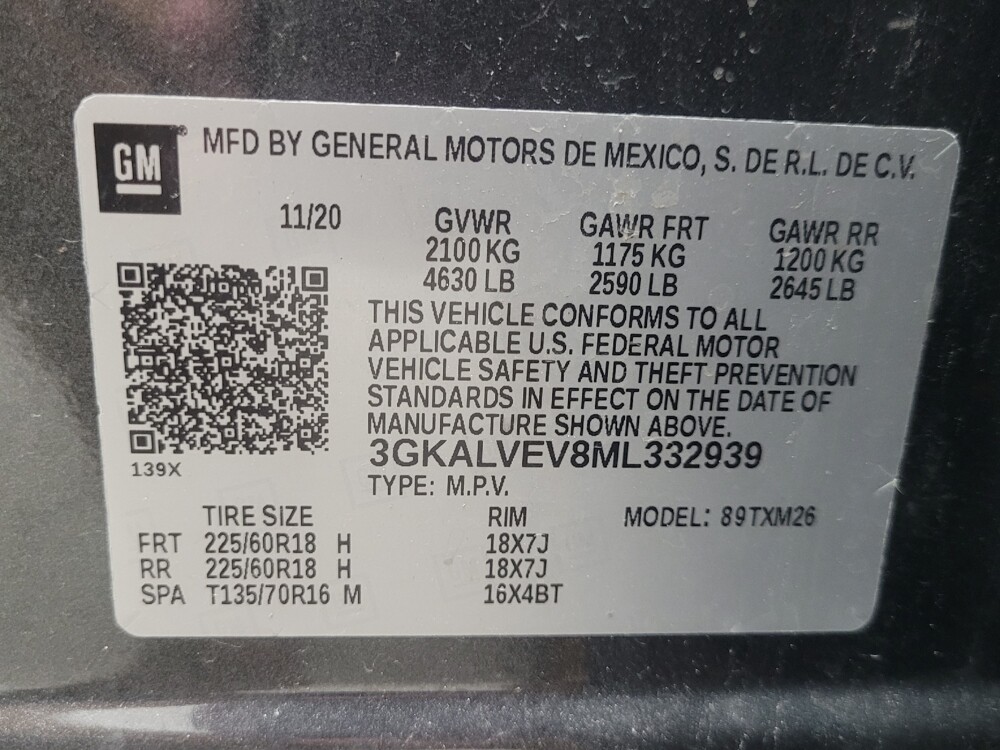 GM® MFD BY GENERAL MOTORS DE MEXICO, S. DE R.L. DE C.V.
11/20 GVWR GAWR FRT GAWR RR
2100 KG 1175 KG 1200 KG
4630 LB 2590 LB 2645 LB
THIS VEHICLE CONFORMS TO ALL
APPLICABLE U.S. FEDERAL MOTOR
VEHICLE SAFETY AND THEFT PREVENTION
STANDARDS IN EFFECT ON THE DATE OF
MANUFACTURE SHOWN ABOVE.
3GKALVEV8ML332939
139X
TYPE: M.P.V.
TIRE SIZE RIM MODEL: 89TXM26
FRT 225/60R18 H 18X7J
RR 225/60R18 H 18X7J
SPA T135/70R16 M 16X4BT